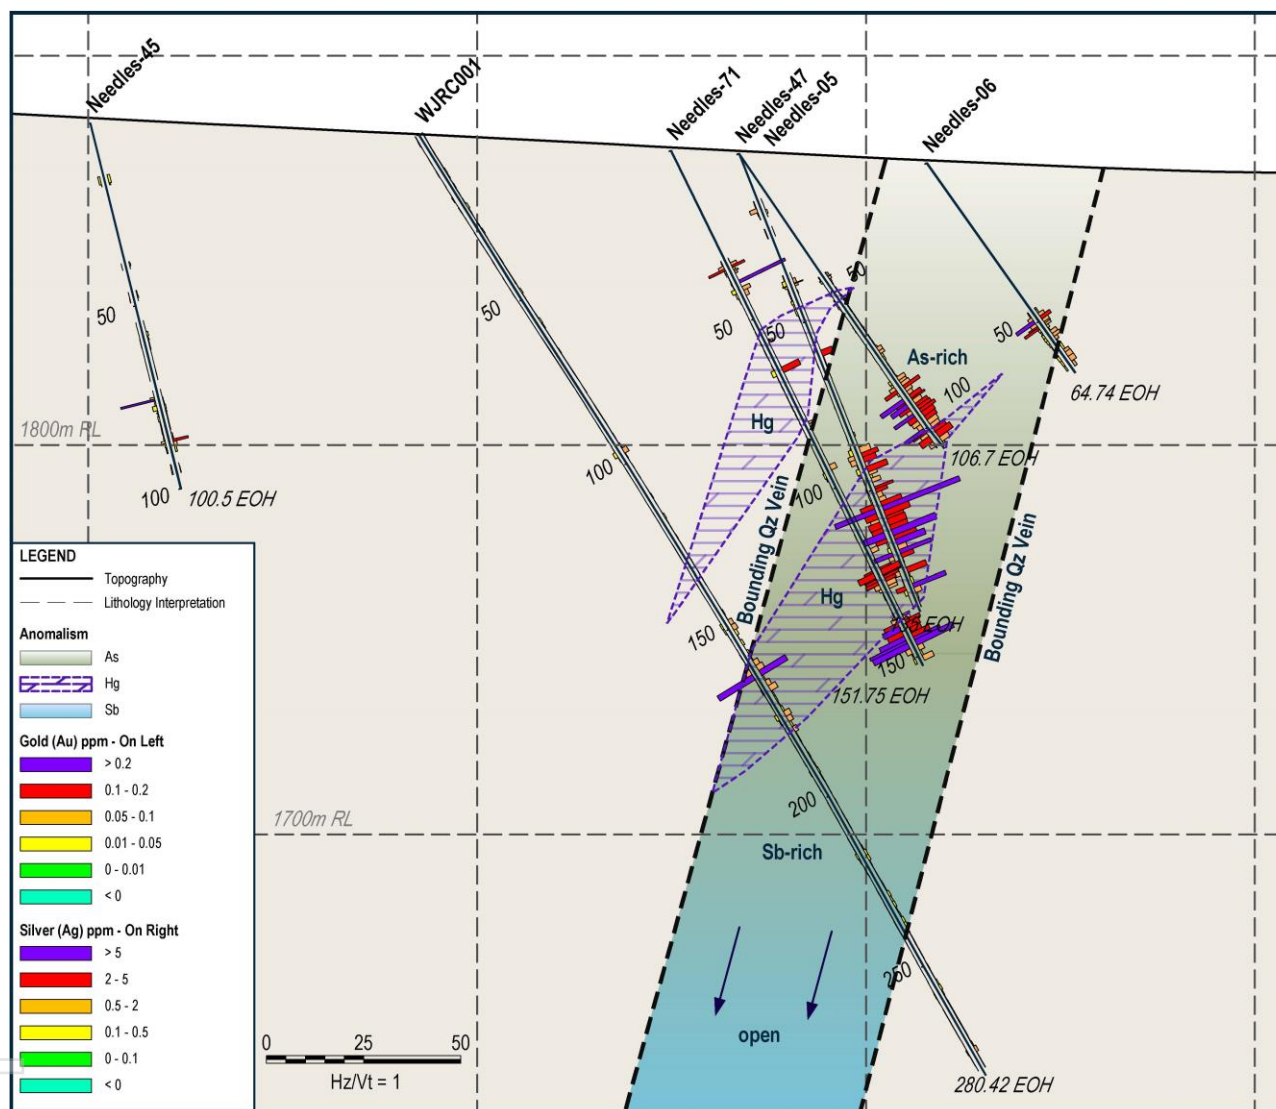 Needles-45
WJRC001
Needles-71
Needles-47
Needles-05
Needles-06
50
50
50
50
50
50
As-rich
100
64.74 EOH
Hg
1800m RL
100
106.7 EOH
100
100
100.5 EOH
Bounding Qz Vein
Bounding Qz Vein
Hg
150
EOH
150
151.75 EOH
200
1700m RL
Sb-rich
250
open
280.42 EOH
LEGEND
Topography
Lithology Interpretation
Anomalism
As
Hg
Sb
Gold (Au) ppm - On Left
> 0.2
0.1 - 0.2
0.05 - 0.1
0.01 - 0.05
0 - 0.01
< 0
Silver (Ag) ppm - On Right
> 5
2 - 5
0.5 - 2
0.1 - 0.5
0 - 0.1
< 0
0 25 50
Hz/Vt = 1